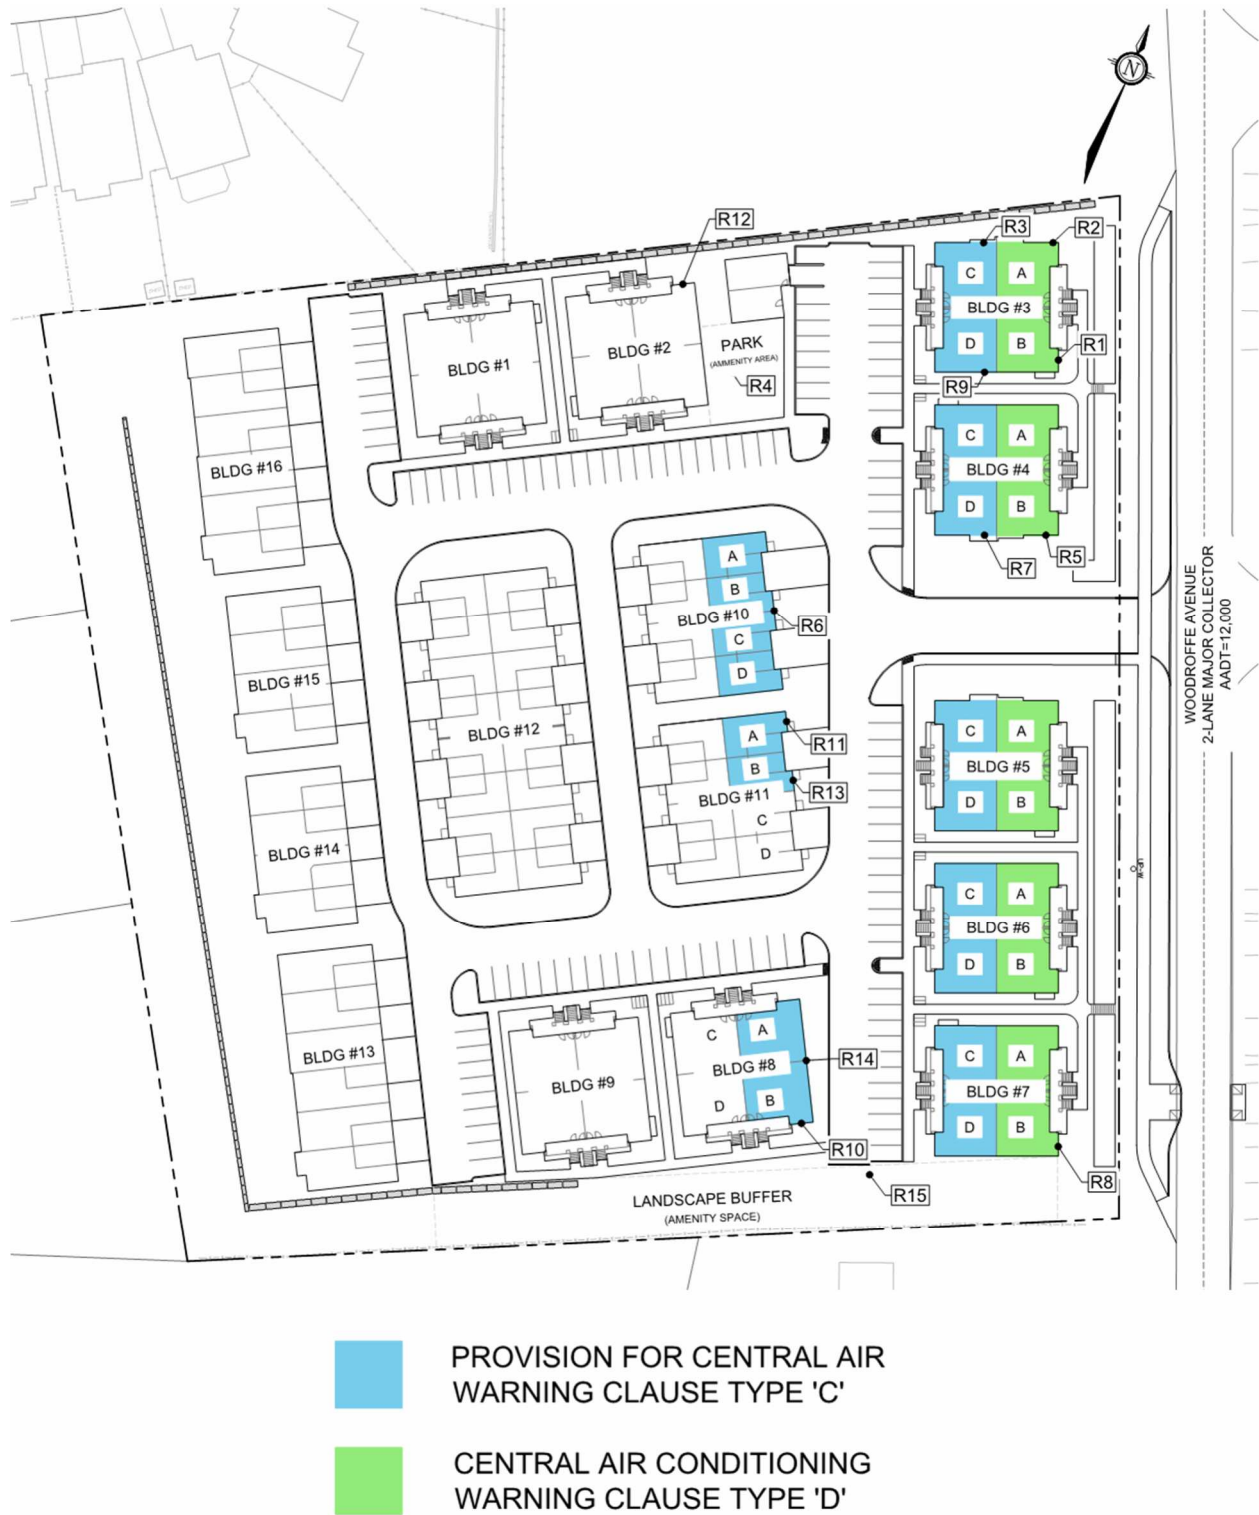 N
R12
R3
R2
C
A
BLDG #3
D
B
R1
R9
BLDG #1
BLDG #2
PARK
(AMMENITY AREA)
R4
C
A
BLDG #4
D
B
R7
R5
BLDG #16
A
B
BLDG #10
R6
C
D
BLDG #15
BLDG #12
A
R11
B
R13
BLDG #11
C
D
C
A
BLDG #5
D
B
WOODROFFE AVENUE
2-LANE MAJOR COLLECTOR
AADT=12,000
BLDG #14
C
A
BLDG #6
D
B
UP-W
BLDG #13
BLDG #9
C
A
BLDG #8
R14
D
B
R10
C
A
BLDG #7
D
B
R8
R15
LANDSCAPE BUFFER
(AMENITY SPACE)
PROVISION FOR CENTRAL AIR
WARNING CLAUSE TYPE 'C'
CENTRAL AIR CONDITIONING
WARNING CLAUSE TYPE 'D'